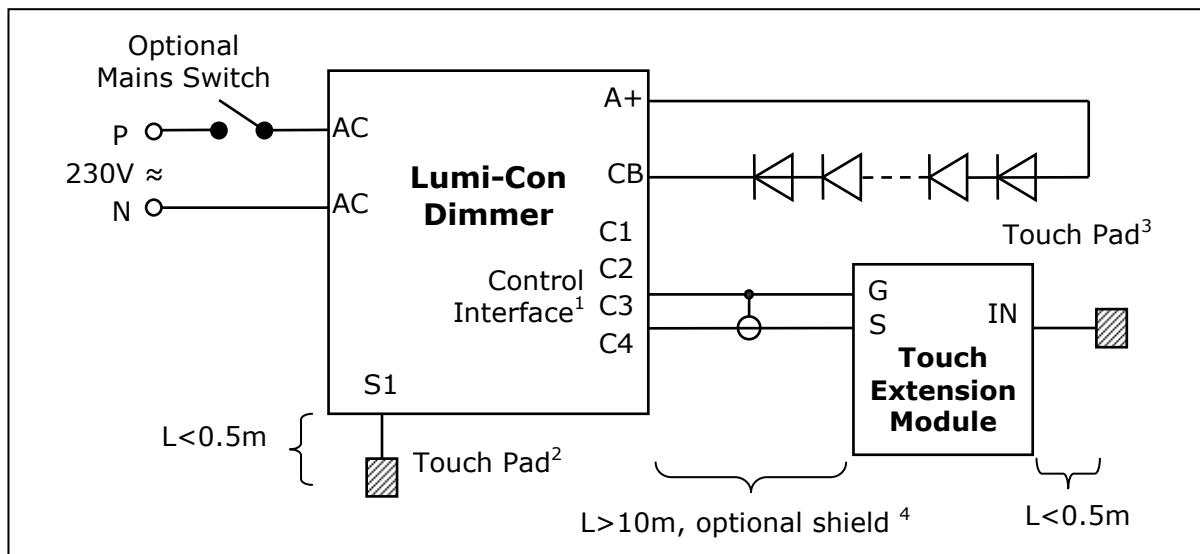 Optional
Mains Switch
P
230V ≈
N
AC
AC
Lumi-Con
Dimmer
A+
CB
C1
C2
C3
C4
Control
Interface¹
S1
L<0.5m
Touch Pad²
Touch Pad³
G
S
IN
Touch
Extension
Module
L>10m, optional shield ⁴
L<0.5m